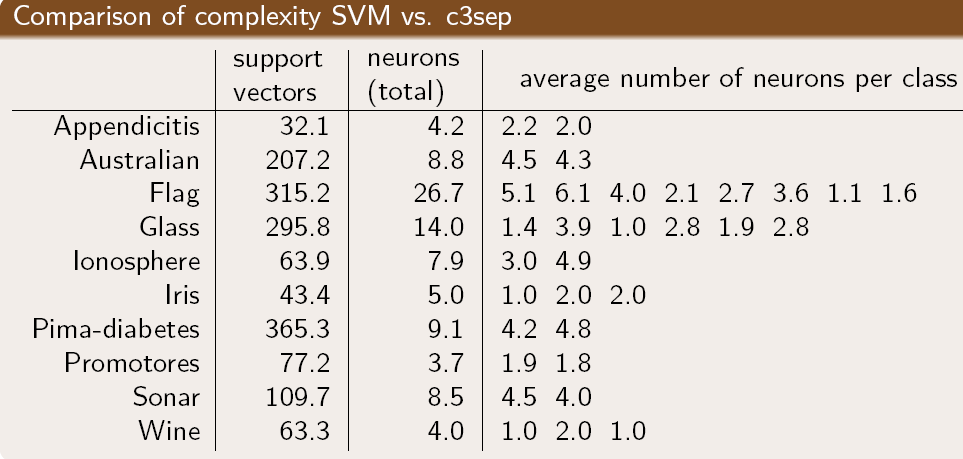 Comparison of complexity SVM vs. c3sep
support vectors neurons (total) average number of neurons per class
Appendicitis 32.1 4.2 2.2 2.0
Australian 207.2 8.8 4.5 4.3
Flag 315.2 26.7 5.1 6.1 4.0 2.1 2.7 3.6 1.1 1.6
Glass 295.8 14.0 1.4 3.9 1.0 2.8 1.9 2.8
Ionosphere 63.9 7.9 3.0 4.9
Iris 43.4 5.0 1.0 2.0 2.0
Pima-diabetes 365.3 9.1 4.2 4.8
Promotores 77.2 3.7 1.9 1.8
Sonar 109.7 8.5 4.5 4.0
Wine 63.3 4.0 1.0 2.0 1.0